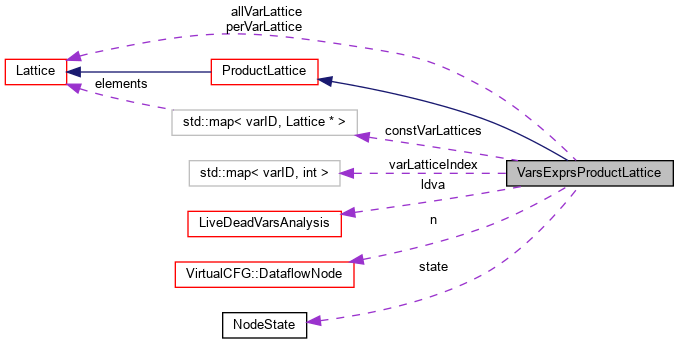 allVarLattice
perVarLattice
Lattice
ProductLattice
elements
std::map< varID, Lattice * >
constVarLattices
std::map< varID, int >
varLatticeIndex
VarsExprsProductLattice
ldva
LiveDeadVarsAnalysis
n
VirtualCFG::DataflowNode
state
NodeState